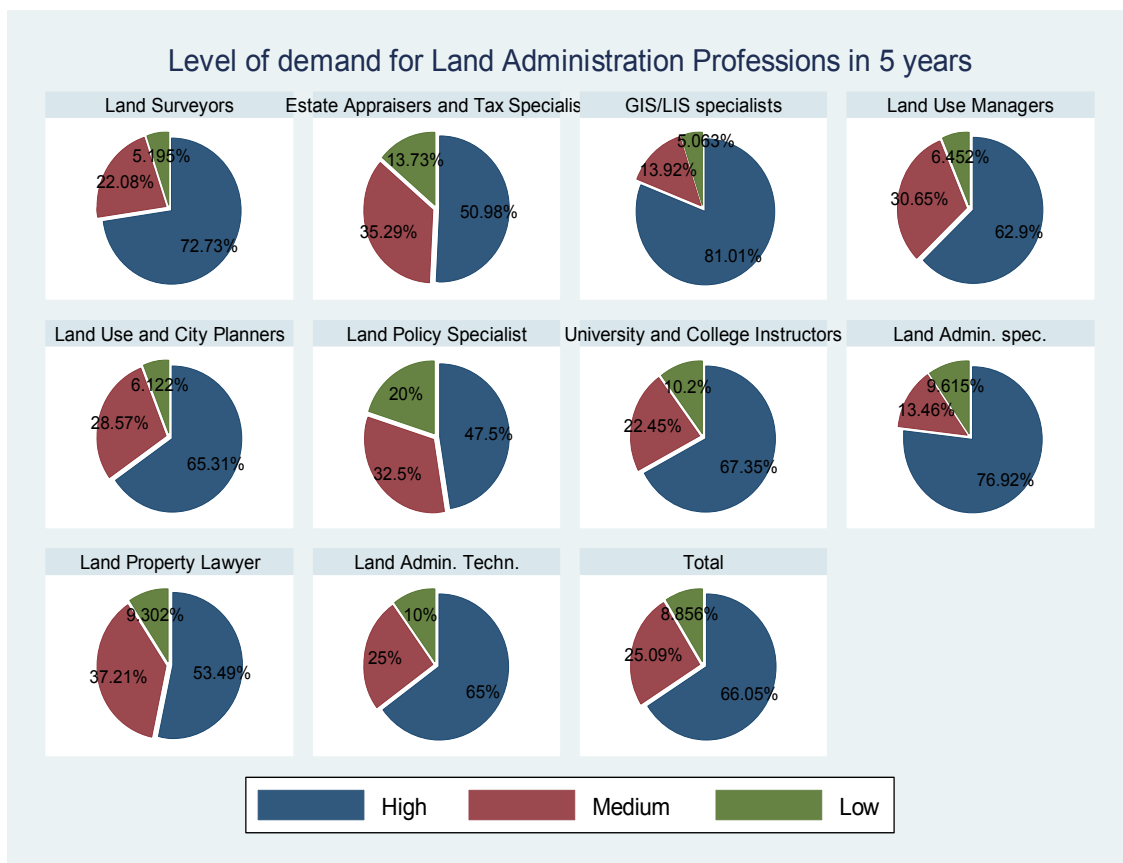 Level of demand for Land Administration Professions in 5 years
Land Surveyors
5.195%
22.08%
72.73%
Estate Appraisers and Tax Specialis
13.73%
50.98%
35.29%
GIS/LIS specialists
5.063%
13.92%
81.01%
Land Use Managers
6.452%
30.65%
62.9%
Land Use and City Planners
6.122%
28.57%
65.31%
Land Policy Specialist
20%
47.5%
32.5%
University and College Instructors
10.2%
22.45%
67.35%
Land Admin. spec.
9.615%
13.46%
76.92%
Land Property Lawyer
9.302%
37.21%
53.49%
Land Admin. Techn.
10%
25%
65%
Total
8.856%
25.09%
66.05%
High Medium Low